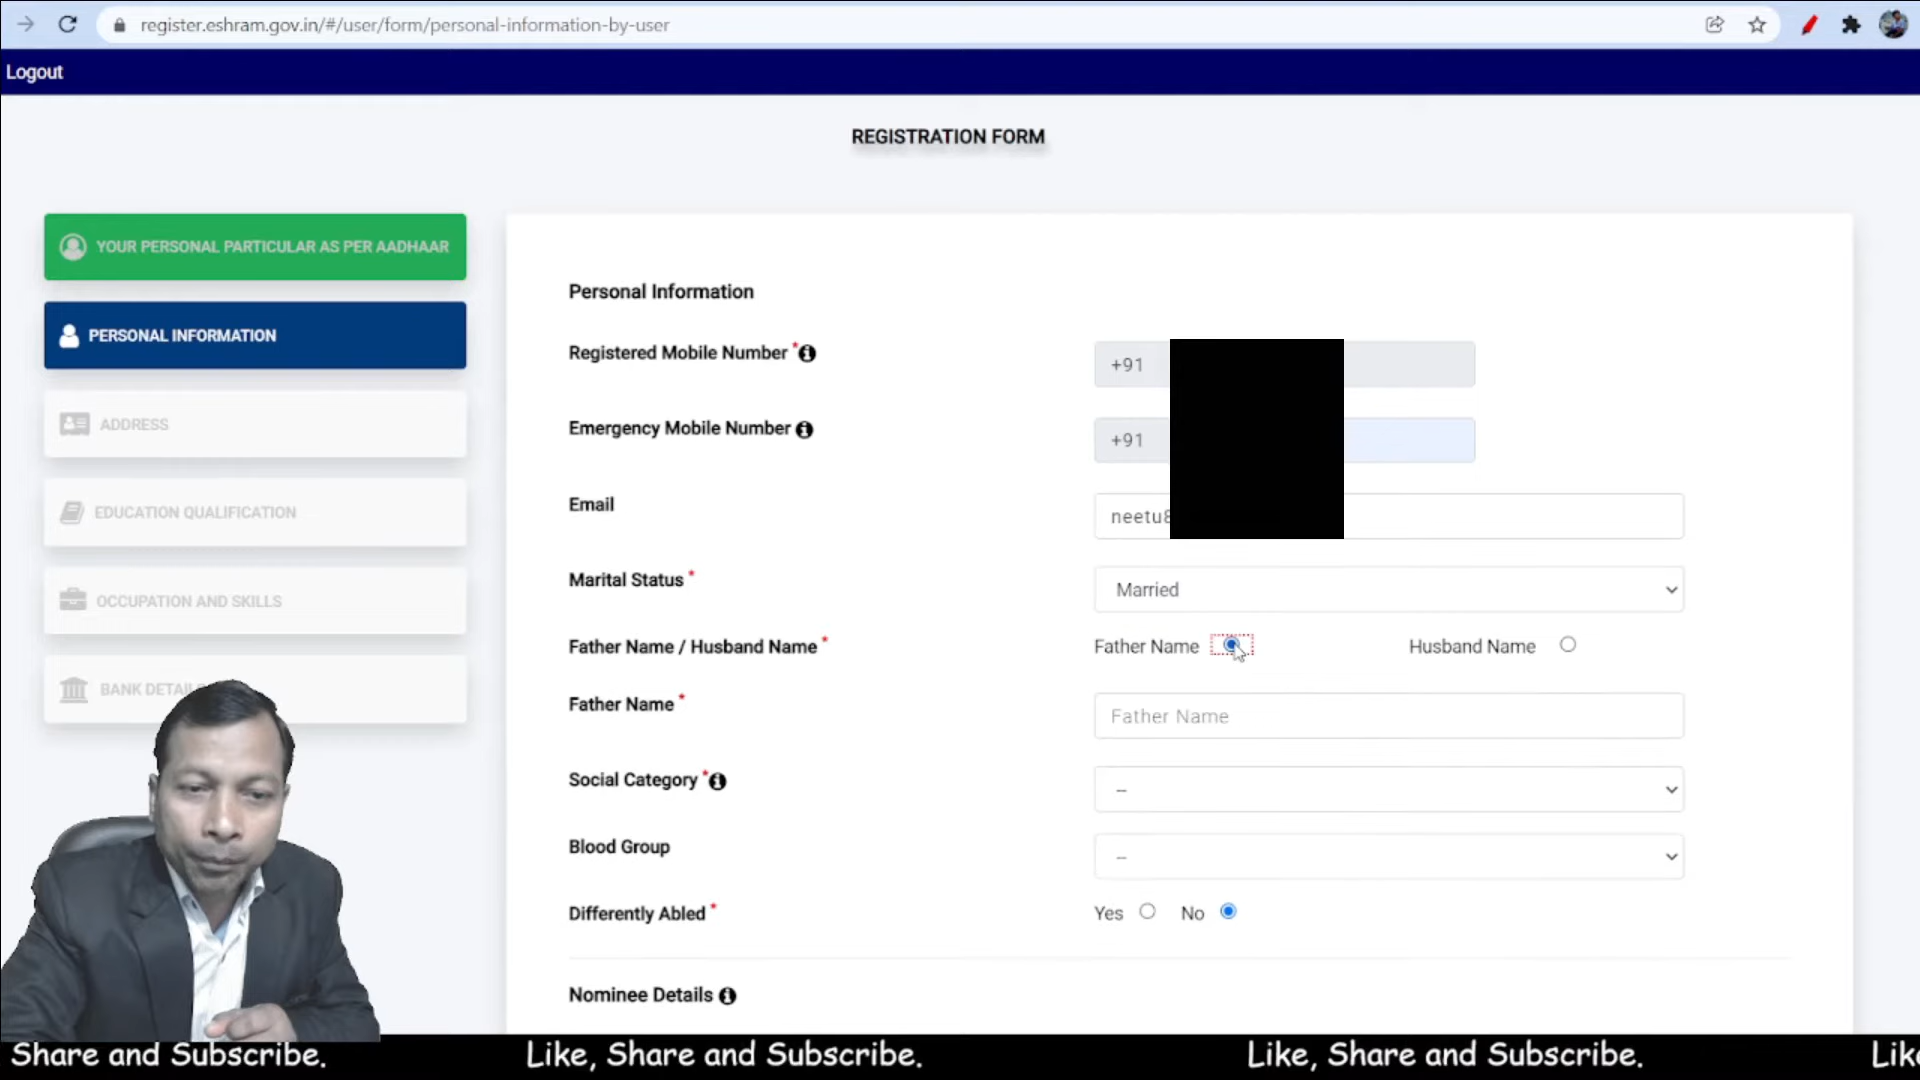 register.eshram.gov.in/#/user/form/personal-information-by-user
Logout
REGISTRATION FORM
YOUR PERSONAL PARTICULAR AS PER AADHAAR
PERSONAL INFORMATION
ADDRESS
EDUCATION QUALIFICATION
OCCUPATION AND SKILLS
BANK DETAILS
Personal Information
Registered Mobile Number * +91
Emergency Mobile Number +91
Email neetu8
Marital Status * Married
Father Name / Husband Name * Father Name Husband Name
Father Name * Father Name
Social Category * --
Blood Group --
Differently Abled * Yes No
Nominee Details
Share and Subscribe. Like, Share and Subscribe. Like, Share and Subscribe. Lik